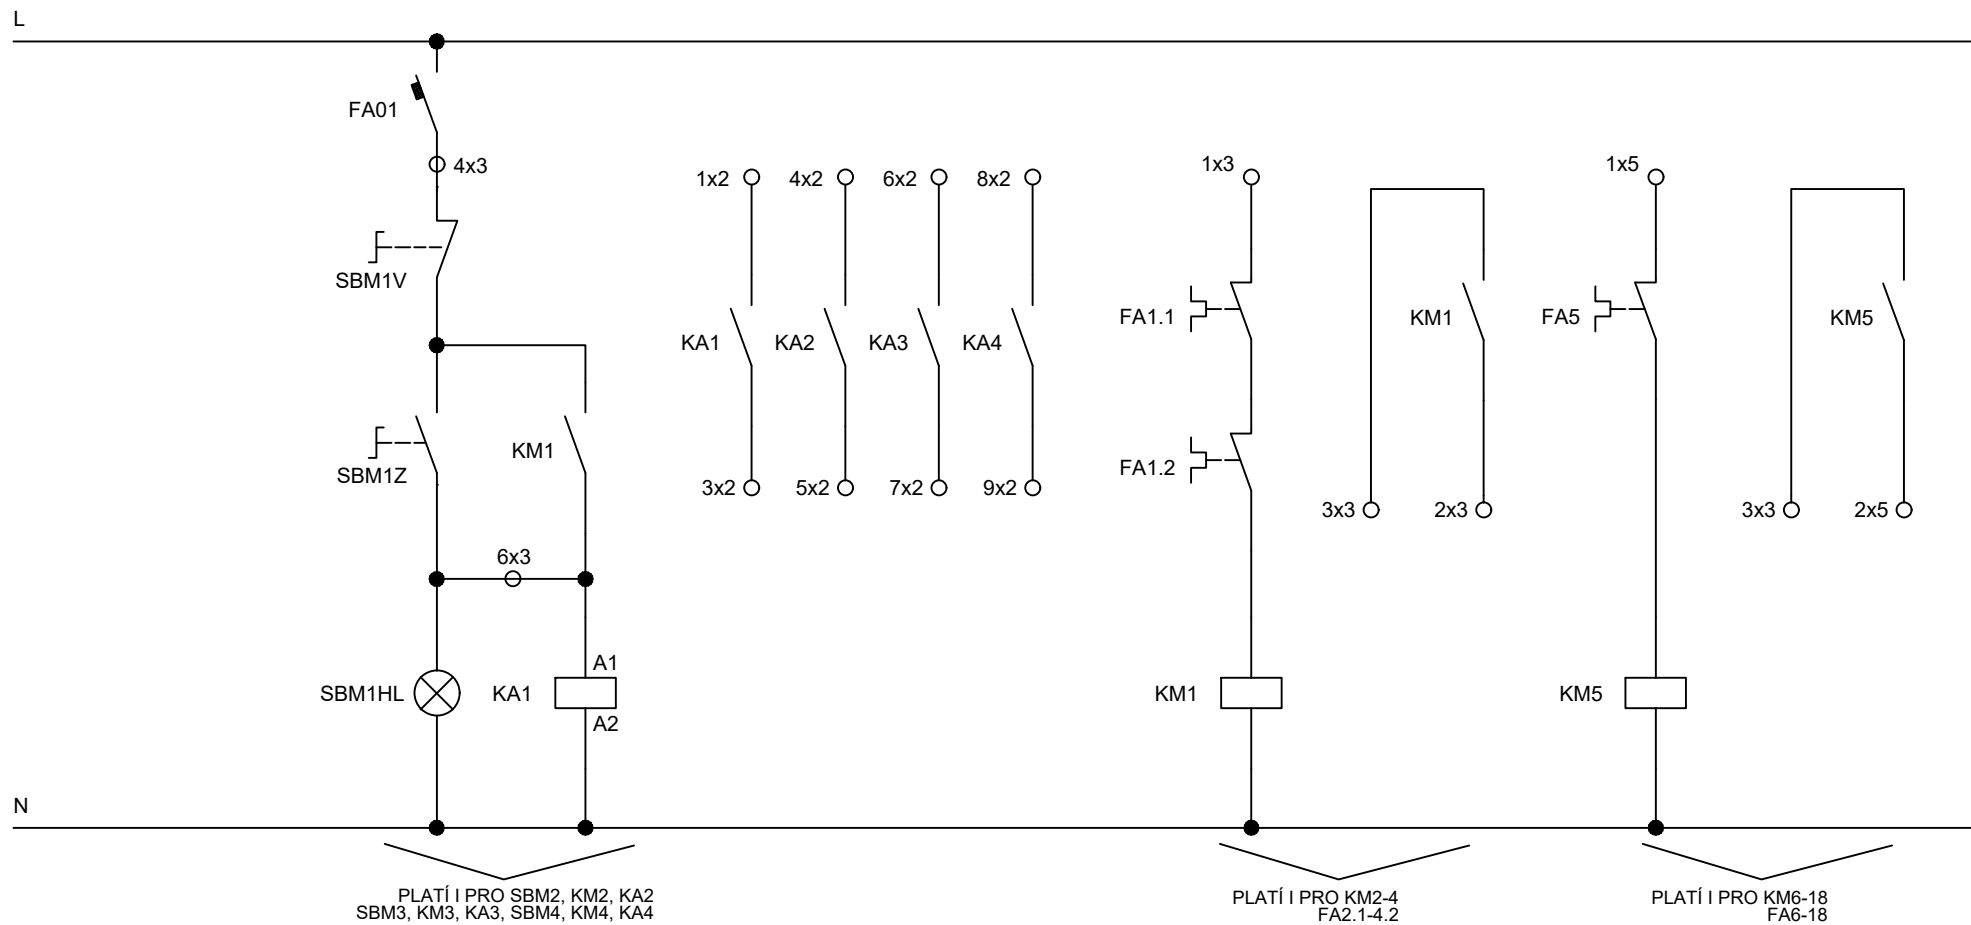 L
FA01
4x3
1x2
4x2
6x2
8x2
1x3
1x5
SBM1V
FA1.1
KM1
FA5
KM5
KA1
KA2
KA3
KA4
SBM1Z
KM1
FA1.2
3x2
5x2
7x2
9x2
3x3
2x3
3x3
2x5
6x3
A1
SBM1HL
KA1
KM1
KM5
A2
N
PLATÍ I PRO SBM2, KM2, KA2
SBM3, KM3, KA3, SBM4, KM4, KA4
PLATÍ I PRO KM2-4
FA2.1-4.2
PLATÍ I PRO KM6-18
FA6-18